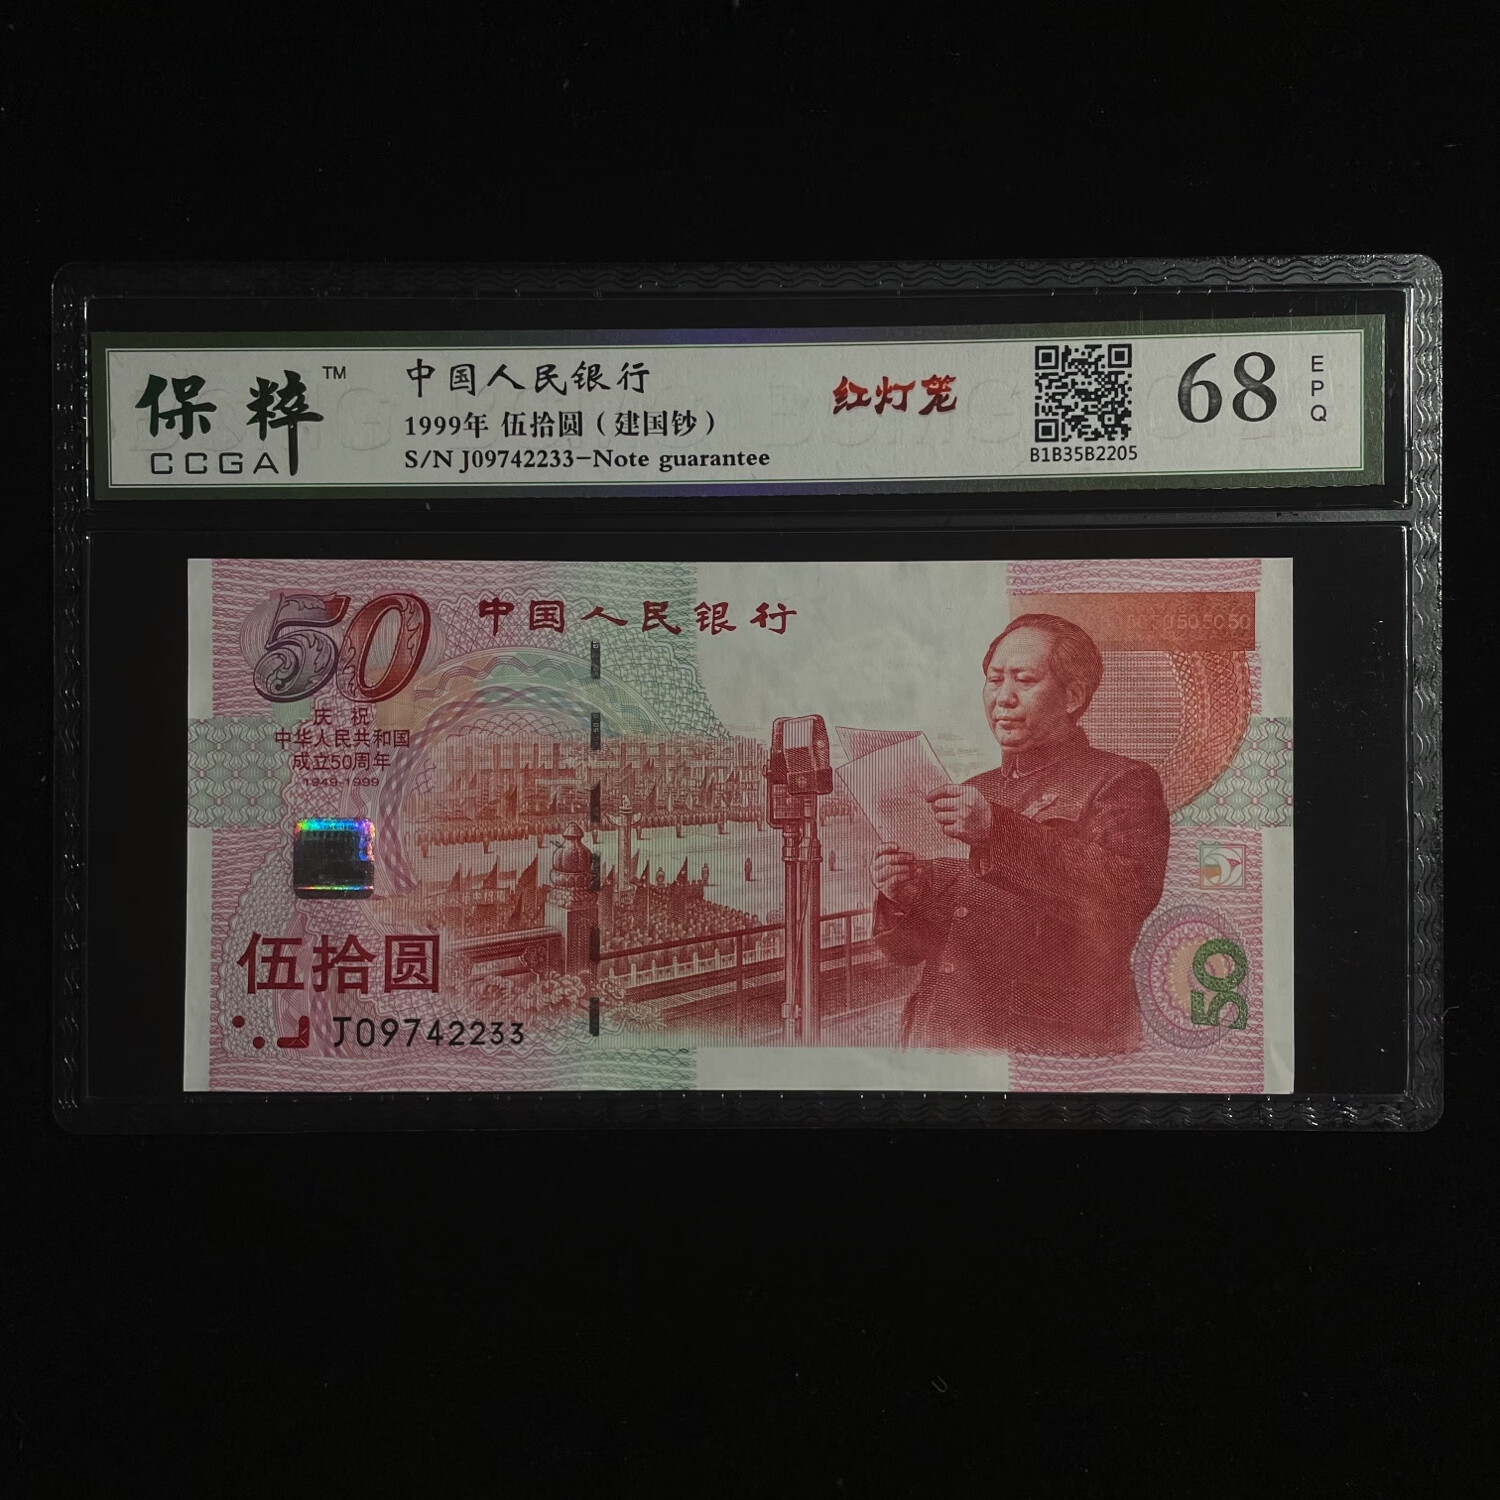 保粹™
CCGA
中国人民银行
1999年 伍拾圆（建国钞）
S/N J09742233-Note guarantee
红灯笼
B1B35B2205
68
EPQ
50
中国人民银行
庆祝
中华人民共和国
成立50周年
1949-1999
伍拾圆
J09742233
50 50 50
50